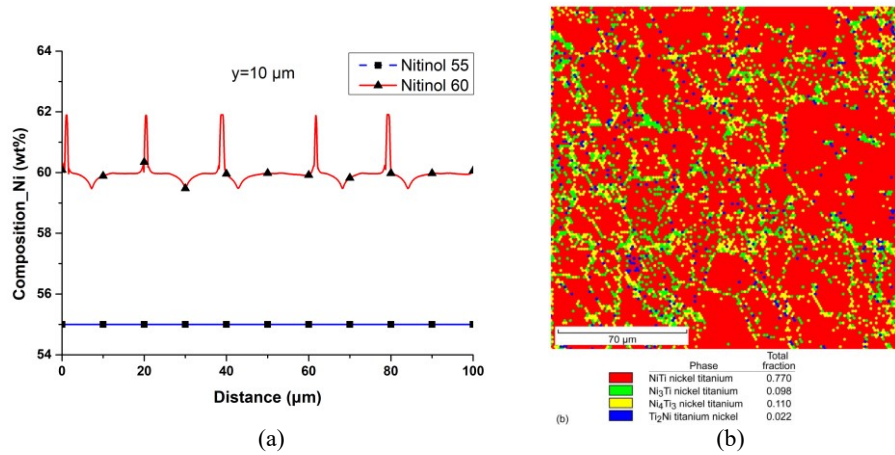 64
62
60
58
56
54
Composition_Ni (wt%)
y=10 µm
Nitinol 55
Nitinol 60
0 20 40 60 80 100
Distance (µm)
(a)
70 µm
Phase Total fraction
NiTi nickel titanium 0.770
Ni3Ti nickel titanium 0.098
Ni4Ti3 nickel titanium 0.110
Ti2Ni titanium nickel 0.022
(b)
(b)